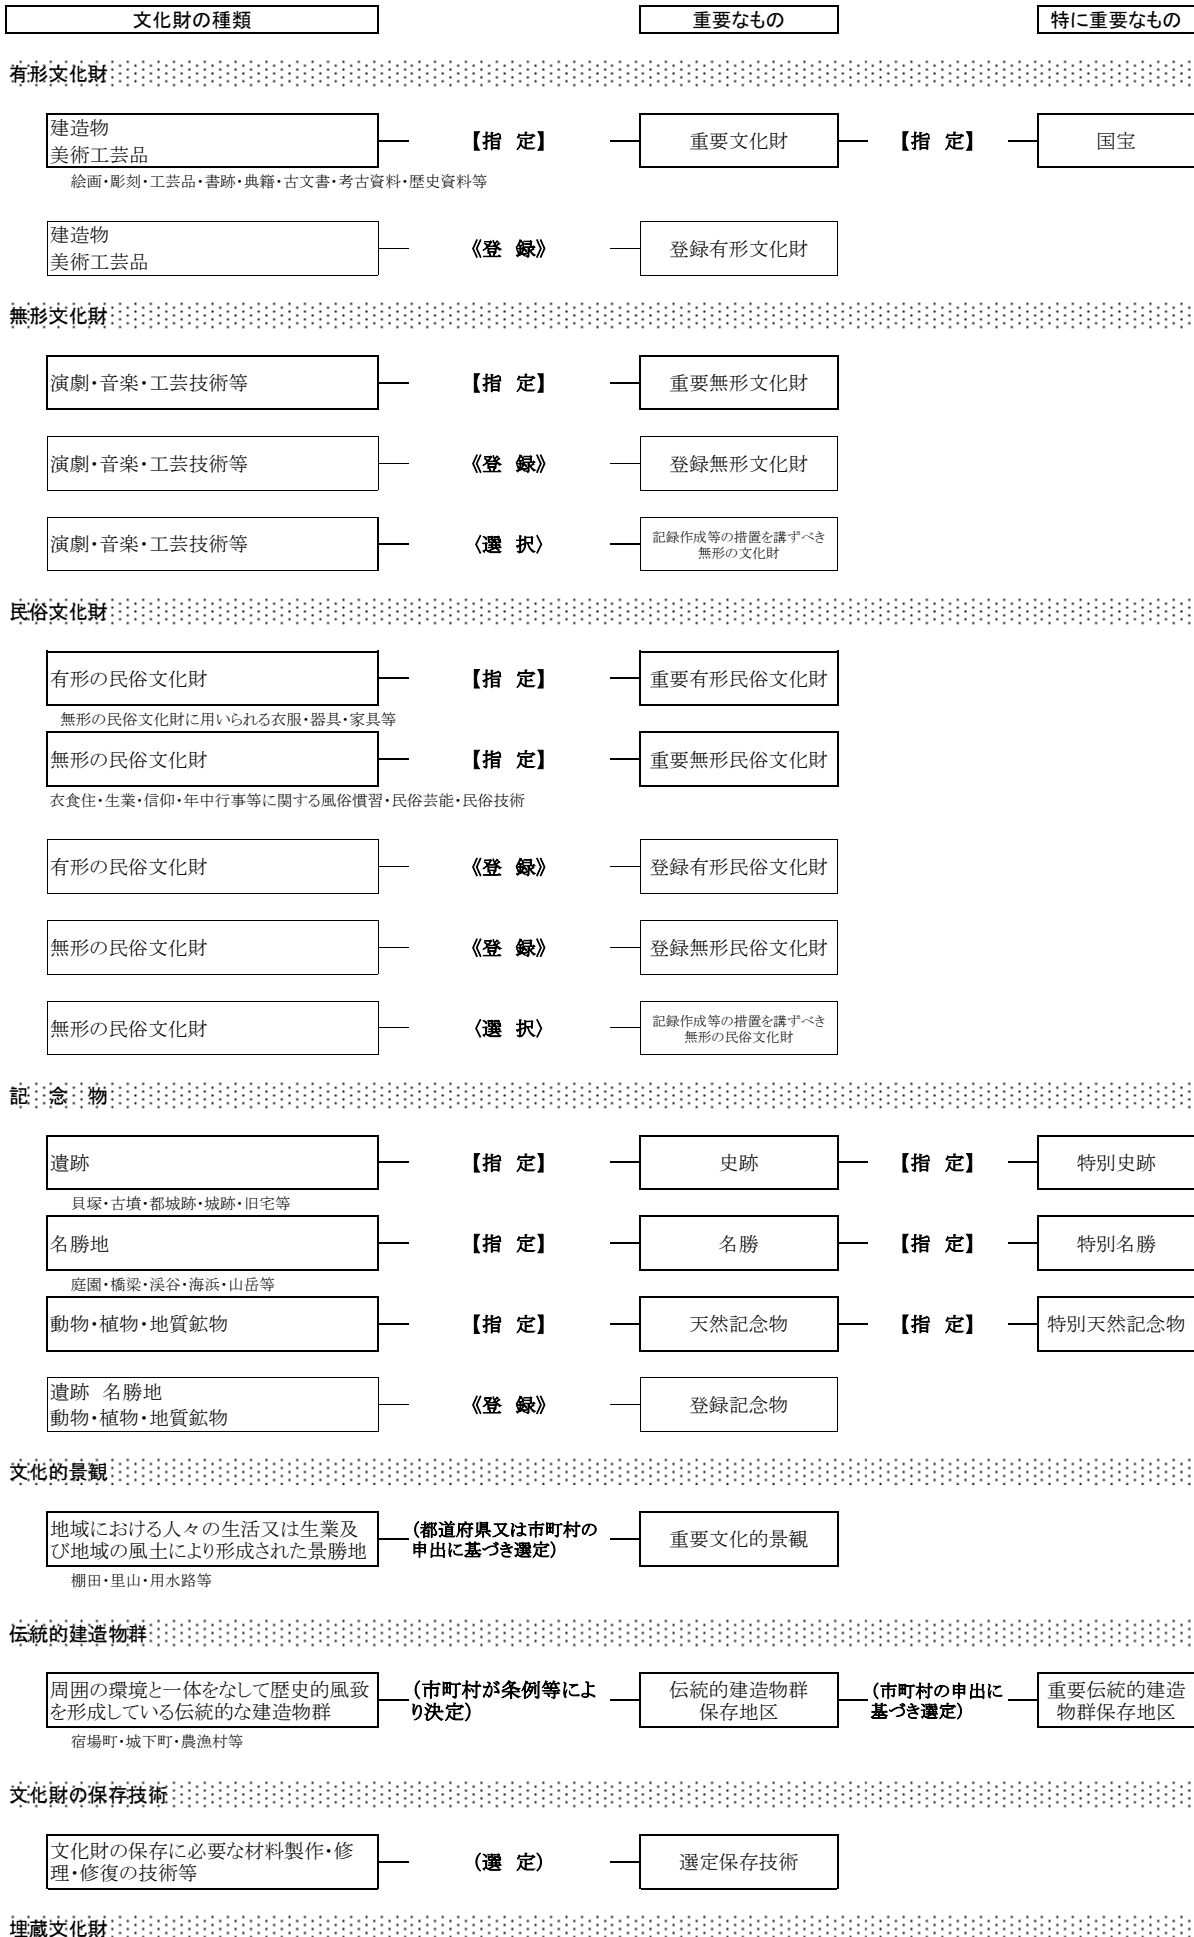 文化財の種類 重要なもの 特に重要なもの
有形文化財
建造物
美術工芸品
【指 定】 重要文化財 【指 定】 国宝
絵画・彫刻・工芸品・書跡・典籍・古文書・考古資料・歴史資料等
建造物
美術工芸品
《登 録》 登録有形文化財
無形文化財
演劇・音楽・工芸技術等 【指 定】 重要無形文化財
演劇・音楽・工芸技術等 《登 録》 登録無形文化財
演劇・音楽・工芸技術等 〈選 択〉 記録作成等の措置を講ずべき
無形の文化財
民俗文化財
有形の民俗文化財 【指 定】 重要有形民俗文化財
無形の民俗文化財に用いられる衣服・器具・家具等
無形の民俗文化財 【指 定】 重要無形民俗文化財
衣食住・生業・信仰・年中行事等に関する風俗慣習・民俗芸能・民俗技術
有形の民俗文化財 《登 録》 登録有形民俗文化財
無形の民俗文化財 《登 録》 登録無形民俗文化財
無形の民俗文化財 〈選 択〉 記録作成等の措置を講ずべき
無形の民俗文化財
記 念 物
遺跡 【指 定】 史跡 【指 定】 特別史跡
貝塚・古墳・都城跡・城跡・旧宅等
名勝地 【指 定】 名勝 【指 定】 特別名勝
庭園・橋梁・渓谷・海浜・山岳等
動物・植物・地質鉱物 【指 定】 天然記念物 【指 定】 特別天然記念物
遺跡 名勝地
動物・植物・地質鉱物
《登 録》 登録記念物
文化的景観
地域における人々の生活又は生業及
び地域の風土により形成された景勝地
(都道府県又は市町村の
申出に基づき選定)
重要文化的景観
棚田・里山・用水路等
伝統的建造物群
周囲の環境と一体をなして歴史的風致
を形成している伝統的な建造物群
(市町村が条例等によ
り決定)
伝統的建造物群
保存地区
(市町村の申出に
基づき選定)
重要伝統的建造
物群保存地区
宿場町・城下町・農漁村等
文化財の保存技術
文化財の保存に必要な材料製作・修
理・修復の技術等
(選 定) 選定保存技術
埋蔵文化財